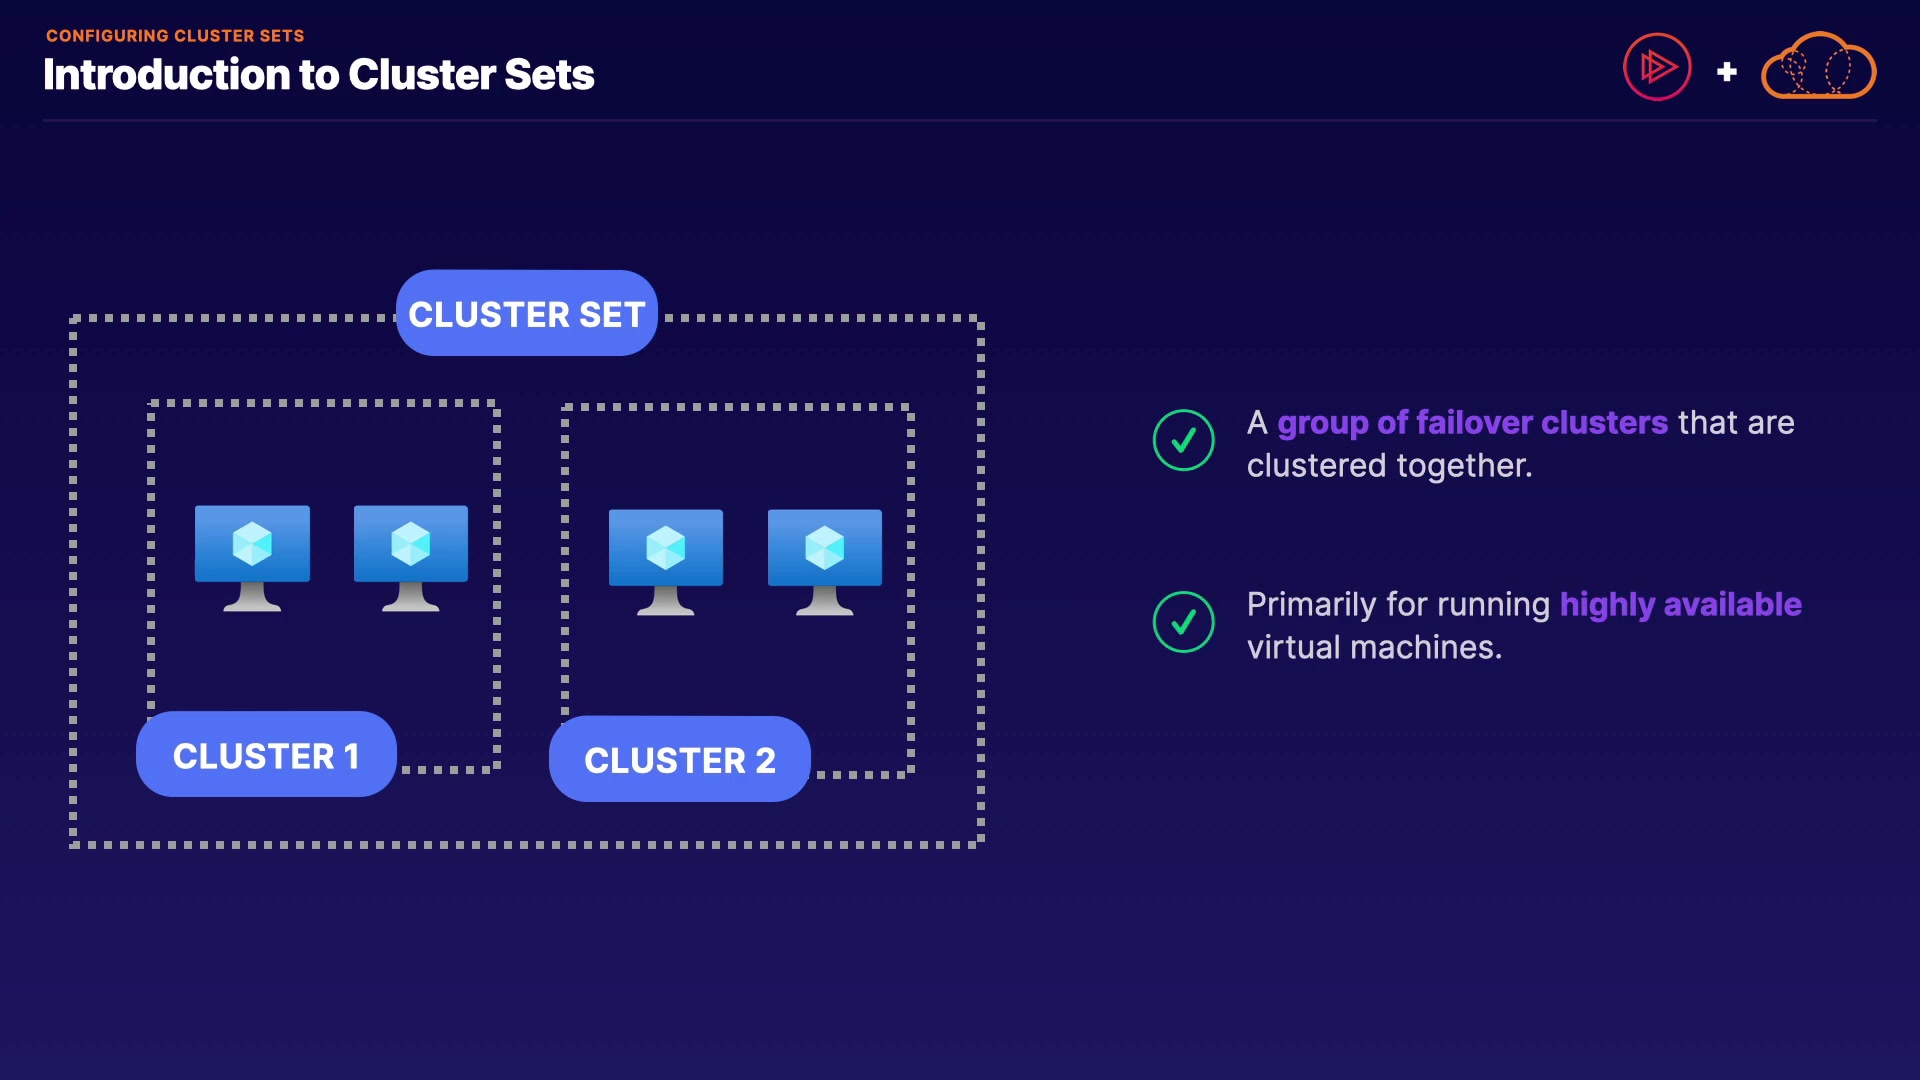 CONFIGURING CLUSTER SETS
Introduction to Cluster Sets
CLUSTER SET
CLUSTER 1
CLUSTER 2
A group of failover clusters that are
clustered together.
Primarily for running highly available
virtual machines.